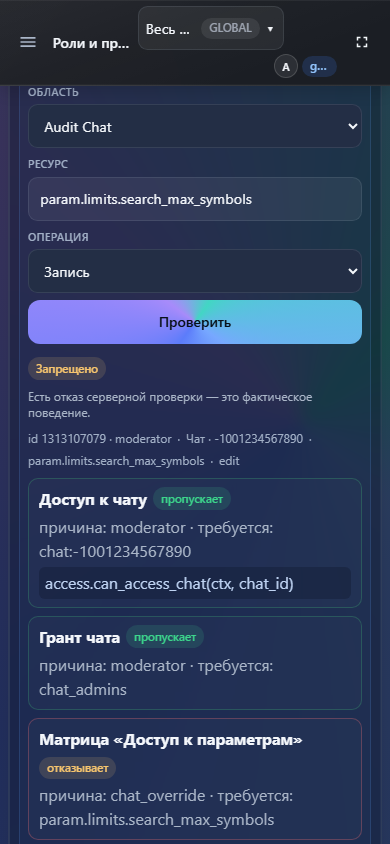 Роли и пр...
Весь ... GLOBAL ▾
A g...
ОБЛАСТЬ
Audit Chat
РЕСУРС
param.limits.search_max_symbols
ОПЕРАЦИЯ
Запись
Проверить
Запрещено
Есть отказ серверной проверки — это фактическое
поведение.
id 1313107079 · moderator · Чат · -1001234567890 ·
param.limits.search_max_symbols · edit
Доступ к чату пропускает
причина: moderator · требуется:
chat:-1001234567890
access.can_access_chat(ctx, chat_id)
Грант чата пропускает
причина: moderator · требуется:
chat_admins
Матрица «Доступ к параметрам»
отказывает
причина: chat_override · требуется:
param.limits.search_max_symbols